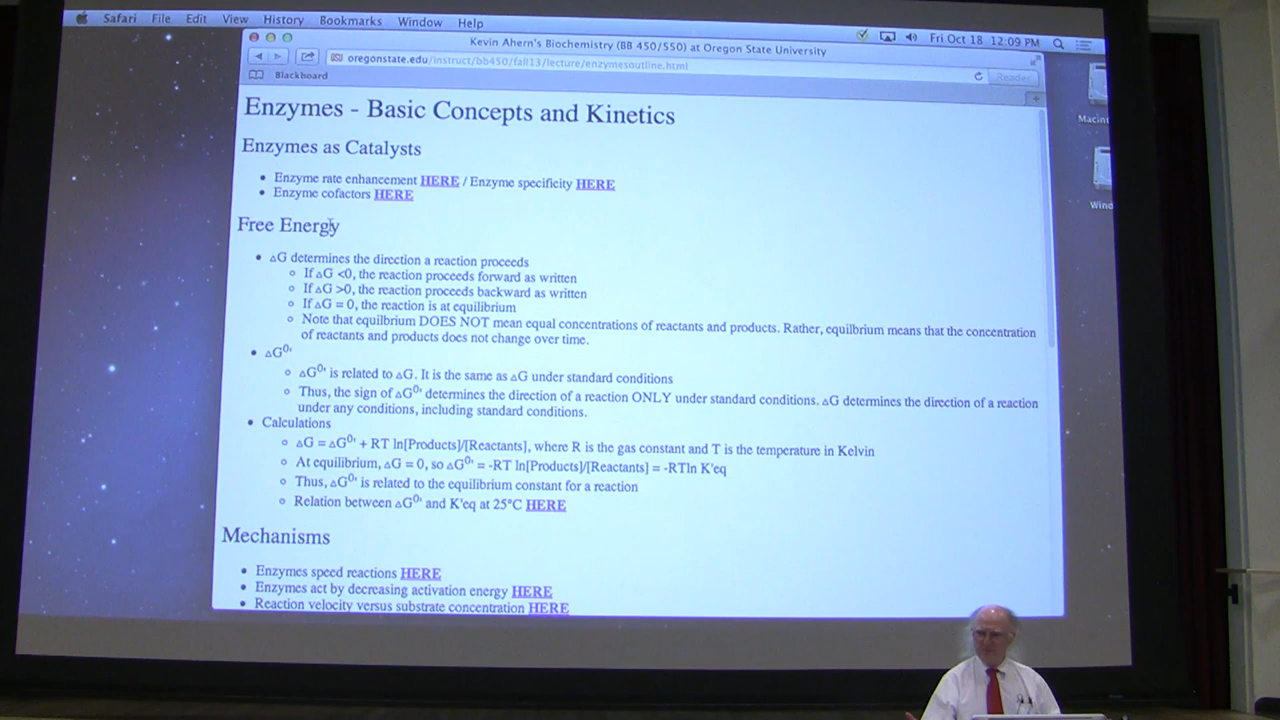 Safari File Edit View History Bookmarks Window Help Fri Oct 18 12:09 PM
Kevin Ahern's Biochemistry (BB 450/550) at Oregon State University
oregonstate.edu/instruct/bb450/fall13/lecture/enzymesoutline.html Reader
Blackboard
Enzymes - Basic Concepts and Kinetics
Macin
Enzymes as Catalysts
• Enzyme rate enhancement HERE / Enzyme specificity HERE
• Enzyme cofactors HERE
Wind
Free Energy
• ΔG determines the direction a reaction proceeds
◦ If ΔG <0, the reaction proceeds forward as written
◦ If ΔG >0, the reaction proceeds backward as written
◦ If ΔG = 0, the reaction is at equilibrium
◦ Note that equilbrium DOES NOT mean equal concentrations of reactants and products. Rather, equilbrium means that the concentration
of reactants and products does not change over time.
• ΔG⁰'
◦ ΔG⁰' is related to ΔG. It is the same as ΔG under standard conditions
◦ Thus, the sign of ΔG⁰' determines the direction of a reaction ONLY under standard conditions. ΔG determines the direction of a reaction
under any conditions, including standard conditions.
• Calculations
◦ ΔG = ΔG⁰' + RT ln[Products]/[Reactants], where R is the gas constant and T is the temperature in Kelvin
◦ At equilibrium, ΔG = 0, so ΔG⁰' = -RT ln[Products]/[Reactants] = -RTln K'eq
◦ Thus, ΔG⁰' is related to the equilibrium constant for a reaction
◦ Relation between ΔG⁰' and K'eq at 25°C HERE
Mechanisms
• Enzymes speed reactions HERE
• Enzymes act by decreasing activation energy HERE
• Reaction velocity versus substrate concentration HERE